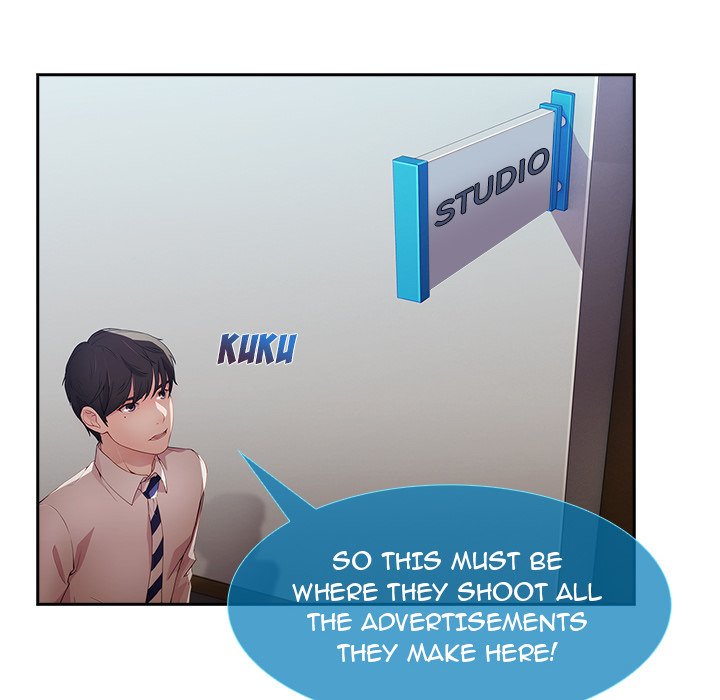 STUDIO
KUKU
SO THIS MUST BE
WHERE THEY SHOOT ALL
THE ADVERTISEMENTS
THEY MAKE HERE!